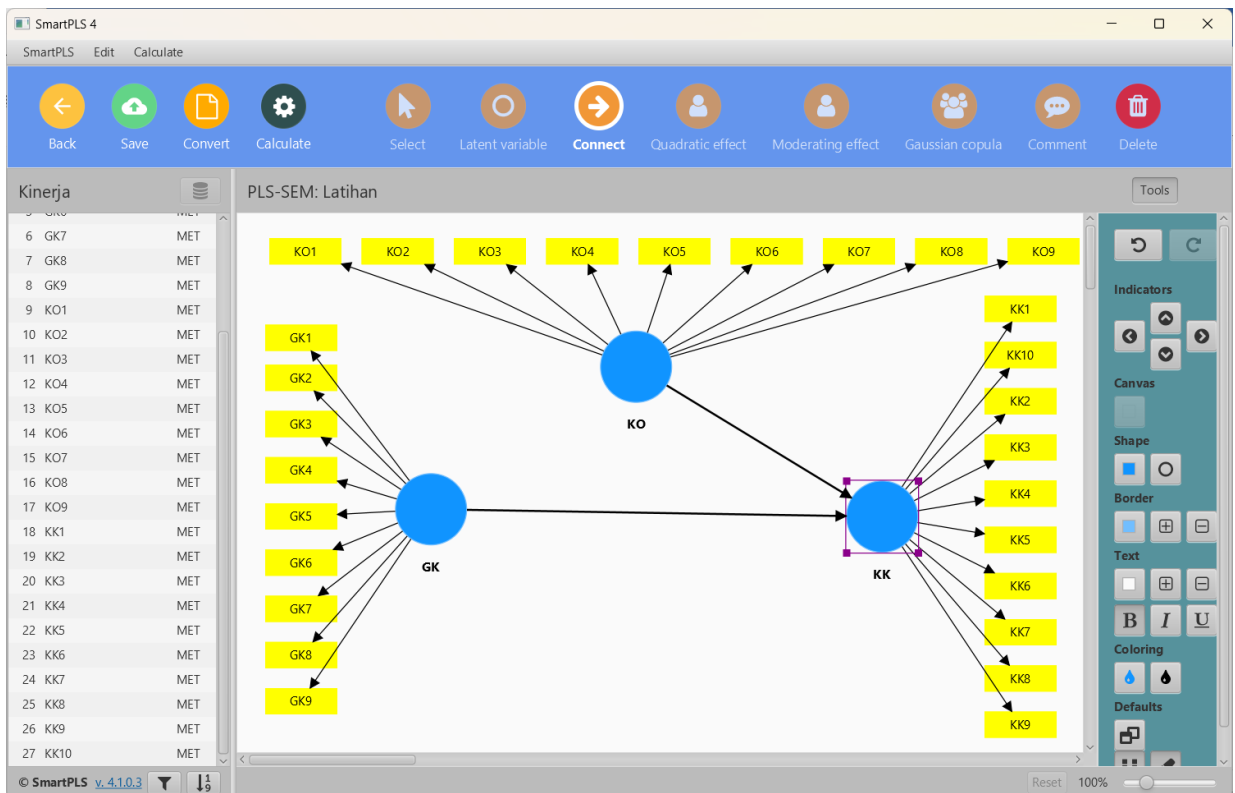 SmartPLS 4
SmartPLS Edit Calculate
Back Save Convert Calculate Select Latent variable Connect Quadratic effect Moderating effect Gaussian copula Comment Delete
Kinerja
PLS-SEM: Latihan
Tools
6 GK7 MET
7 GK8 MET
8 GK9 MET
9 KO1 MET
10 KO2 MET
11 KO3 MET
12 KO4 MET
13 KO5 MET
14 KO6 MET
15 KO7 MET
16 KO8 MET
17 KO9 MET
18 KK1 MET
19 KK2 MET
20 KK3 MET
21 KK4 MET
22 KK5 MET
23 KK6 MET
24 KK7 MET
25 KK8 MET
26 KK9 MET
27 KK10 MET
© SmartPLS v. 4.1.0.3
1
9
KO1 KO2 KO3 KO4 KO5 KO6 KO7 KO8 KO9
KO
GK1
GK2
GK3
GK4
GK5
GK6
GK7
GK8
GK9
GK
KK1
KK10
KK2
KK3
KK4
KK5
KK6
KK7
KK8
KK9
KK
Indicators
Canvas
Shape
Border
Text
B I U
Coloring
Defaults
Reset 100%